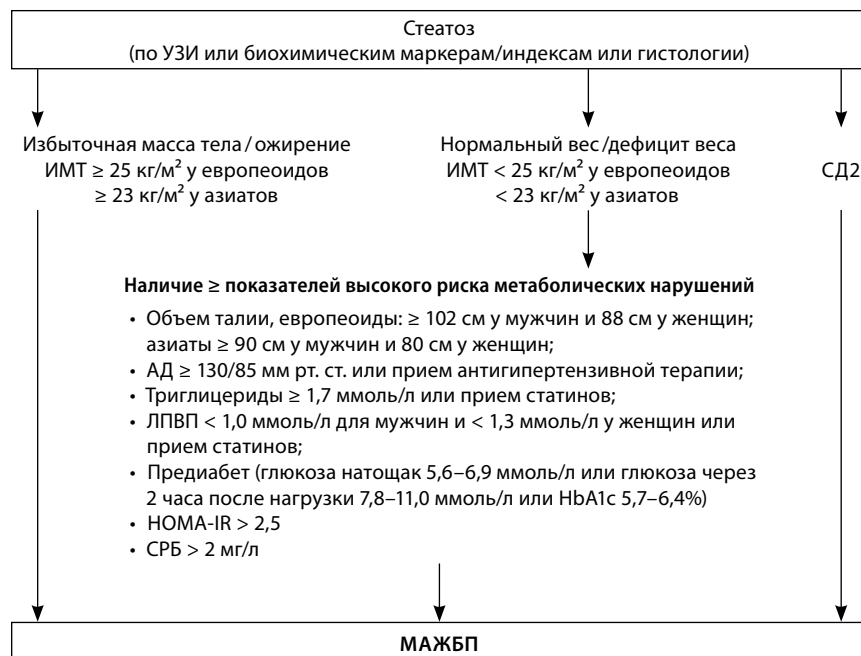 Стеатоз
(по УЗИ или биохимическим маркерам/индексам или гистологии)
Избыточная масса тела / ожирение
ИМТ ≥ 25 кг/м² у европеоидов
≥ 23 кг/м² у азиатов
Нормальный вес /дефицит веса
ИМТ < 25 кг/м² у европеоидов
< 23 кг/м² у азиатов
СД2
Наличие ≥ показателей высокого риска метаболических нарушений
• Объем талии, европеоиды: ≥ 102 см у мужчин и 88 см у женщин;
азиаты ≥ 90 см у мужчин и 80 см у женщин;
• АД ≥ 130/85 мм рт. ст. или прием антигипертензивной терапии;
• Триглицериды ≥ 1,7 ммоль/л или прием статинов;
• ЛПВП < 1,0 ммоль/л для мужчин и < 1,3 ммоль/л у женщин или
прием статинов;
• Предиабет (глюкоза натощак 5,6–6,9 ммоль/л или глюкоза через
2 часа после нагрузки 7,8–11,0 ммоль/л или HbA1c 5,7–6,4%)
• HOMA-IR > 2,5
• СРБ > 2 мг/л
МАЖБП